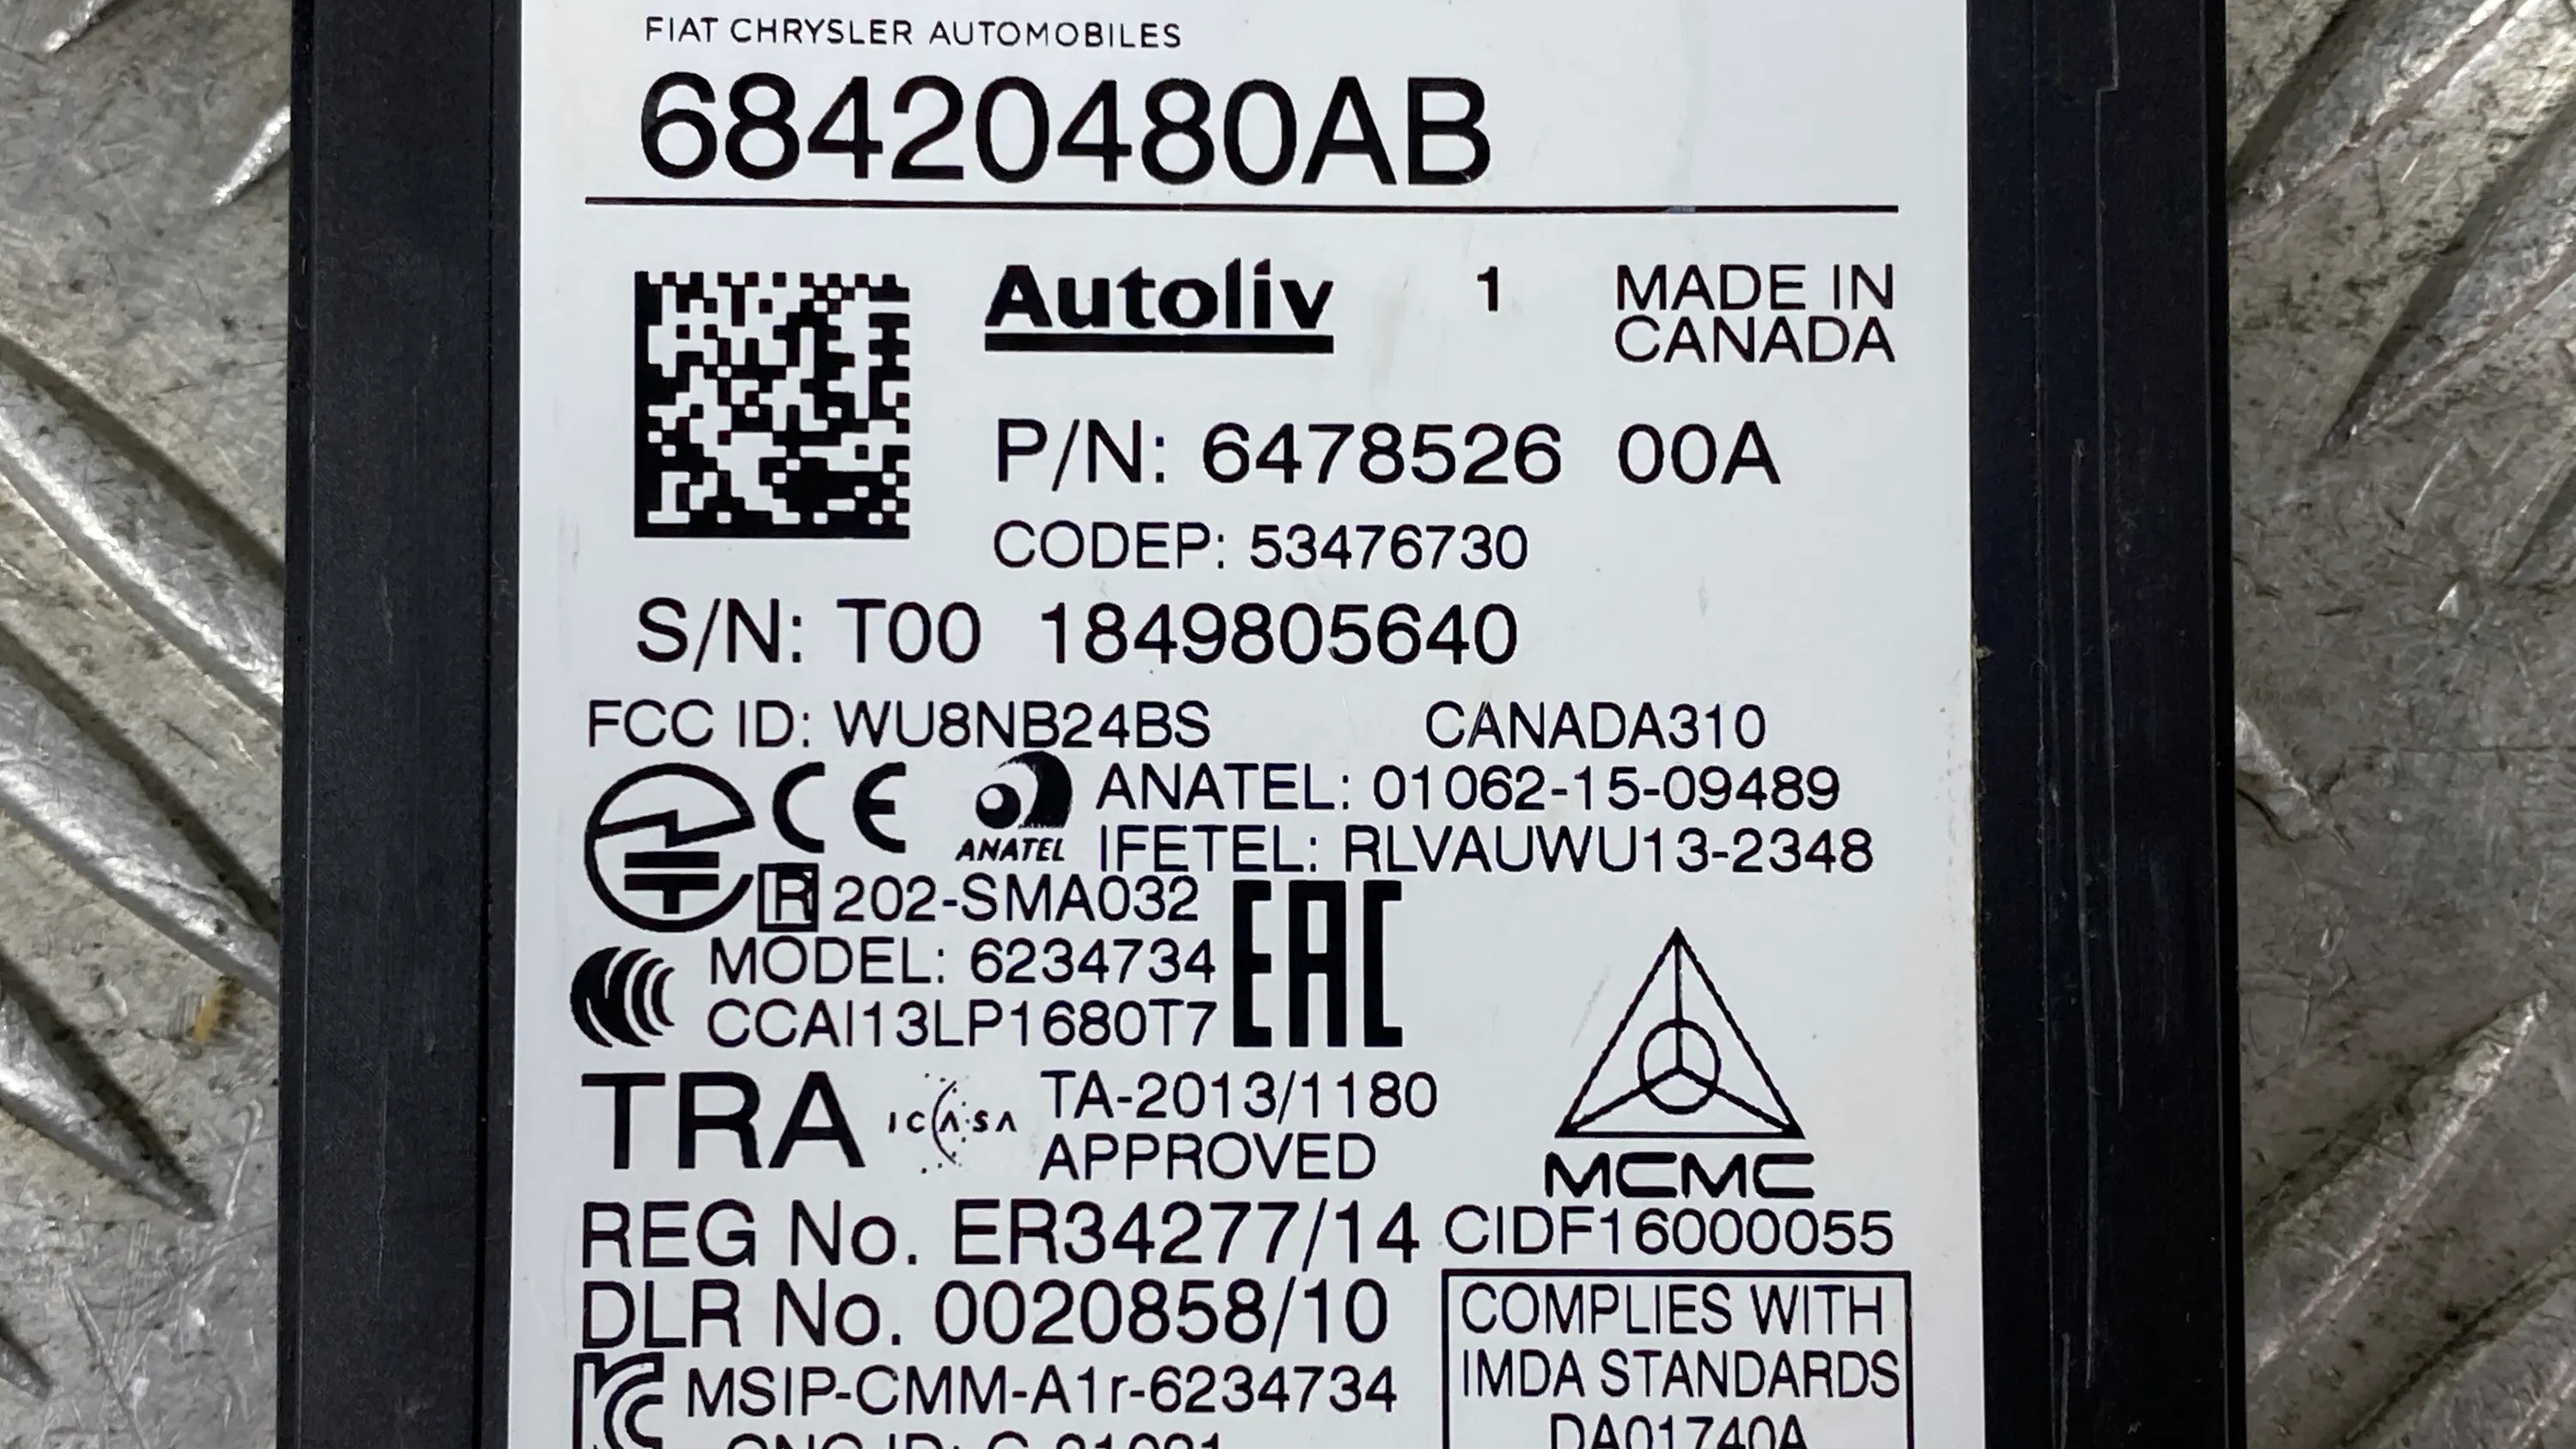 FIAT CHRYSLER AUTOMOBILES
68420480AB
Autoliv 1 MADE IN
CANADA
P/N: 6478526 00A
CODEP: 53476730
S/N: T00 1849805640
FCC ID: WU8NB24BS CANADA310
CE ANATEL ANATEL: 01062-15-09489
IFETEL: RLVAUWU13-2348
R 202-SMA032
EAC
MODEL: 6234734
CCAI13LP1680T7
TRA ICASA TA-2013/1180
APPROVED
MCMC
REG No. ER34277/14 CIDF16000055
DLR No. 0020858/10
COMPLIES WITH
IMDA STANDARDS
DA01740A
MSIP-CMM-A1r-6234734